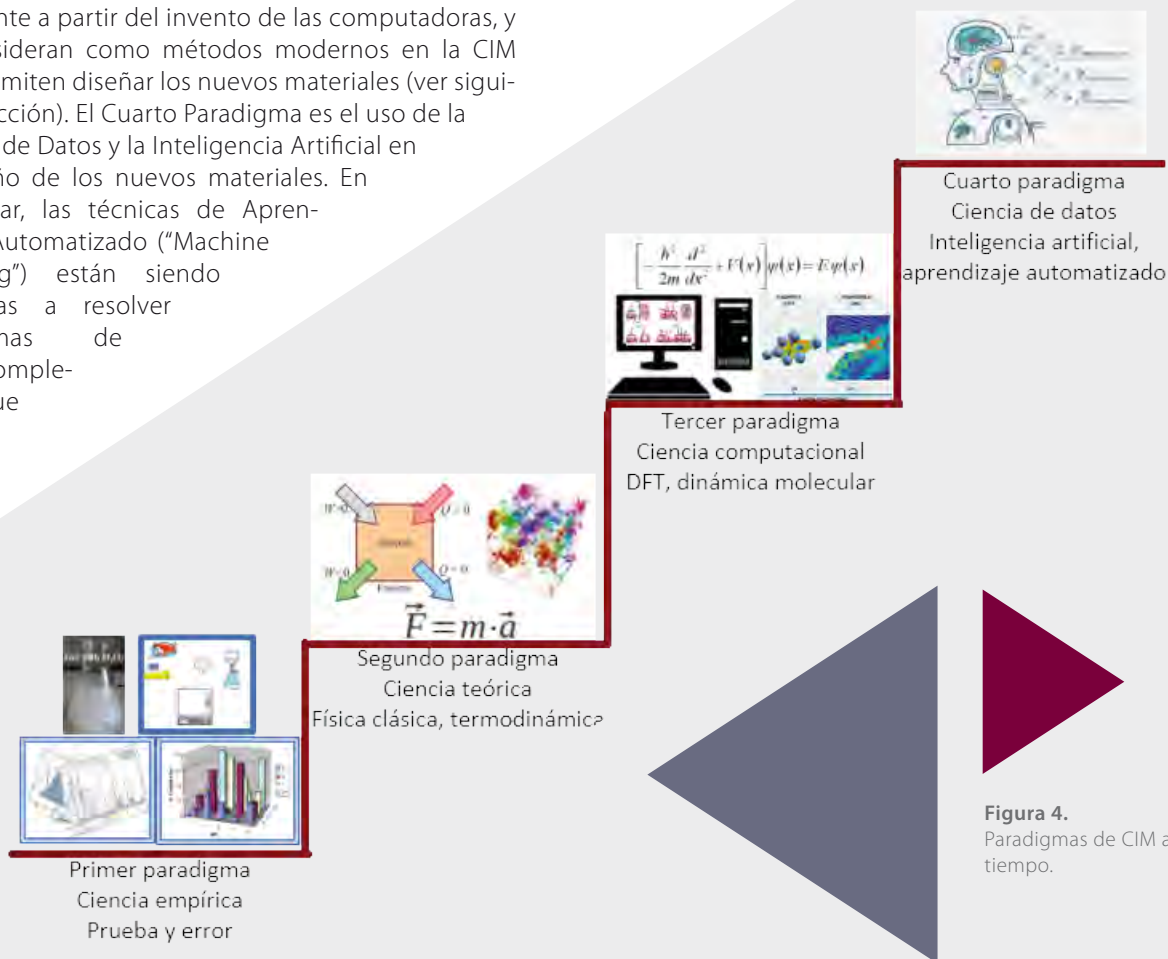 nte a partir del invento de las computadoras, y
sideran como métodos modernos en la CIM
miten diseñar los nuevos materiales (ver sigui-
cción). El Cuarto Paradigma es el uso de la
de Datos y la Inteligencia Artificial en
ño de los nuevos materiales. En
ar, las técnicas de Apren-
Automatizado (“Machine
g”) están siendo
as a resolver
mas de
omple-
ue
Cuarto paradigma
Ciencia de datos
Inteligencia artificial,
aprendizaje automatizado
Tercer paradigma
Ciencia computacional
DFT, dinámica molecular
F = m·a
Segundo paradigma
Ciencia teórica
Física clásica, termodinámica
Primer paradigma
Ciencia empírica
Prueba y error
Figura 4.
Paradigmas de CIM a
tiempo.